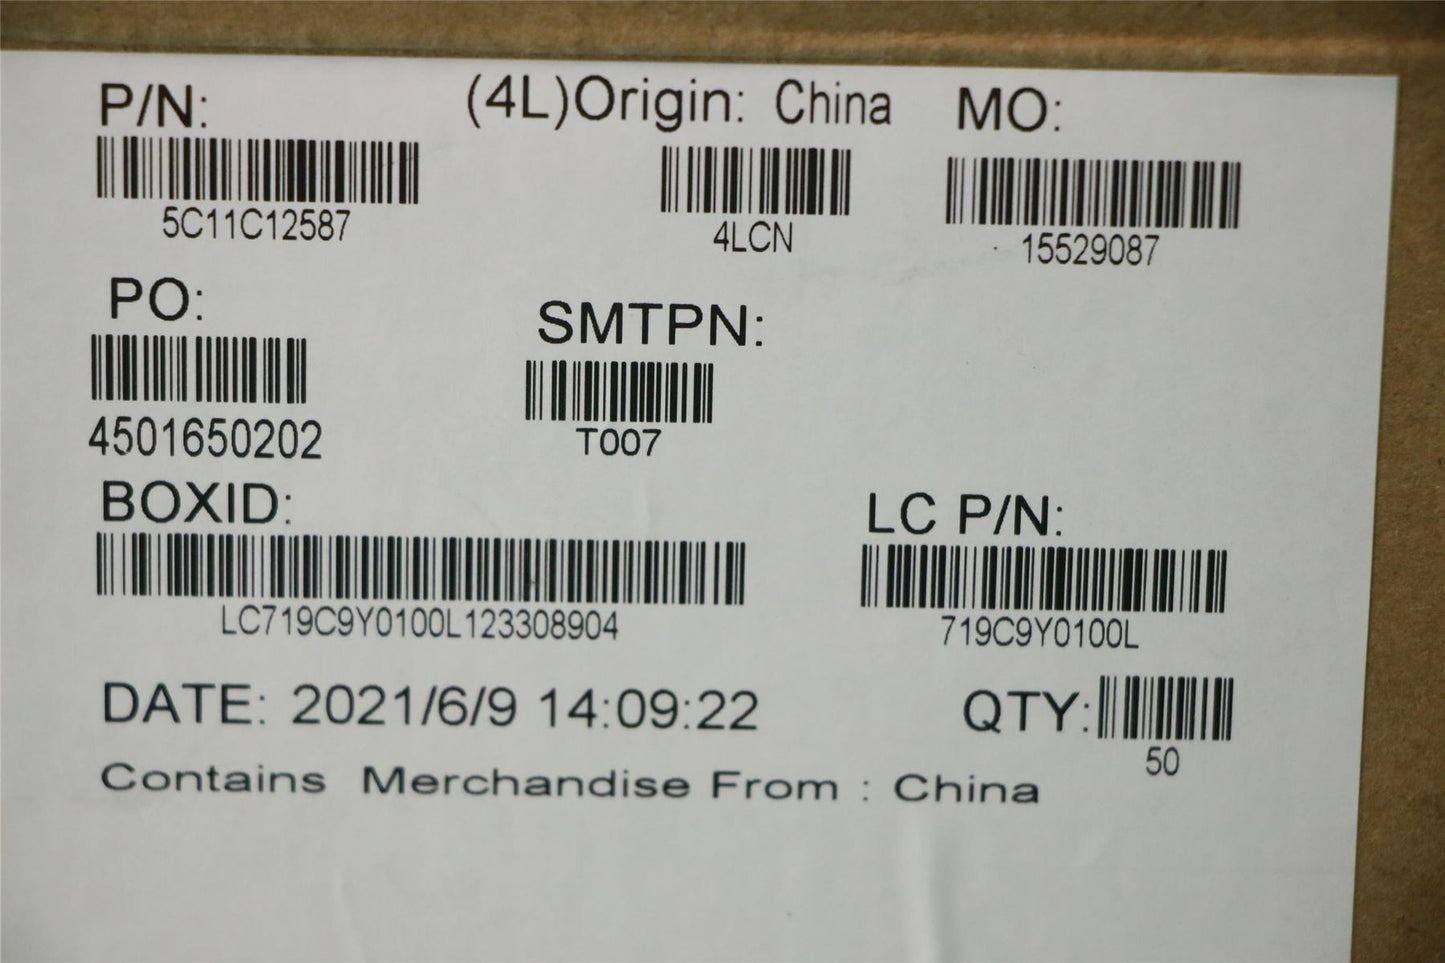 P/N: (4L)Origin: China MO:
5C11C12587 4LCN 15529087
PO: SMTPN:
4501650202 T007
BOXID: LC P/N:
LC719C9Y0100L123308904 719C9Y0100L
DATE: 2021/6/9 14:09:22 QTY:
50
Contains Merchandise From : China